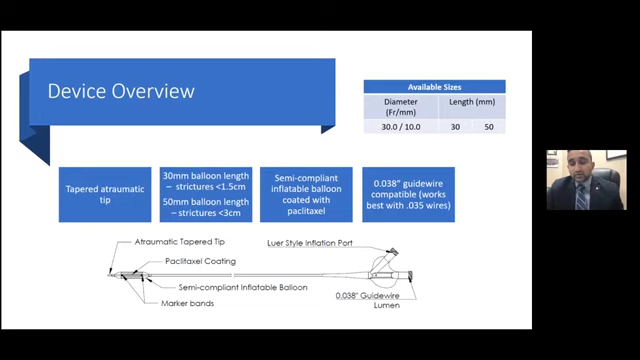 Device Overview
Available Sizes
Diameter
(Fr/mm)
Length (mm)
30.0 / 10.0
30
50
Tapered atraumatic
tip
30mm balloon length
– strictures <1.5cm
50mm balloon length
– strictures <3cm
Semi-compliant
inflatable balloon
coated with
paclitaxel
0.038" guidewire
compatible (works
best with .035 wires)
Atraumatic Tapered Tip
Paclitaxel Coating
Semi-compliant Inflatable Balloon
Marker bands
Luer Style Inflation Port
0.038" Guidewire
Lumen